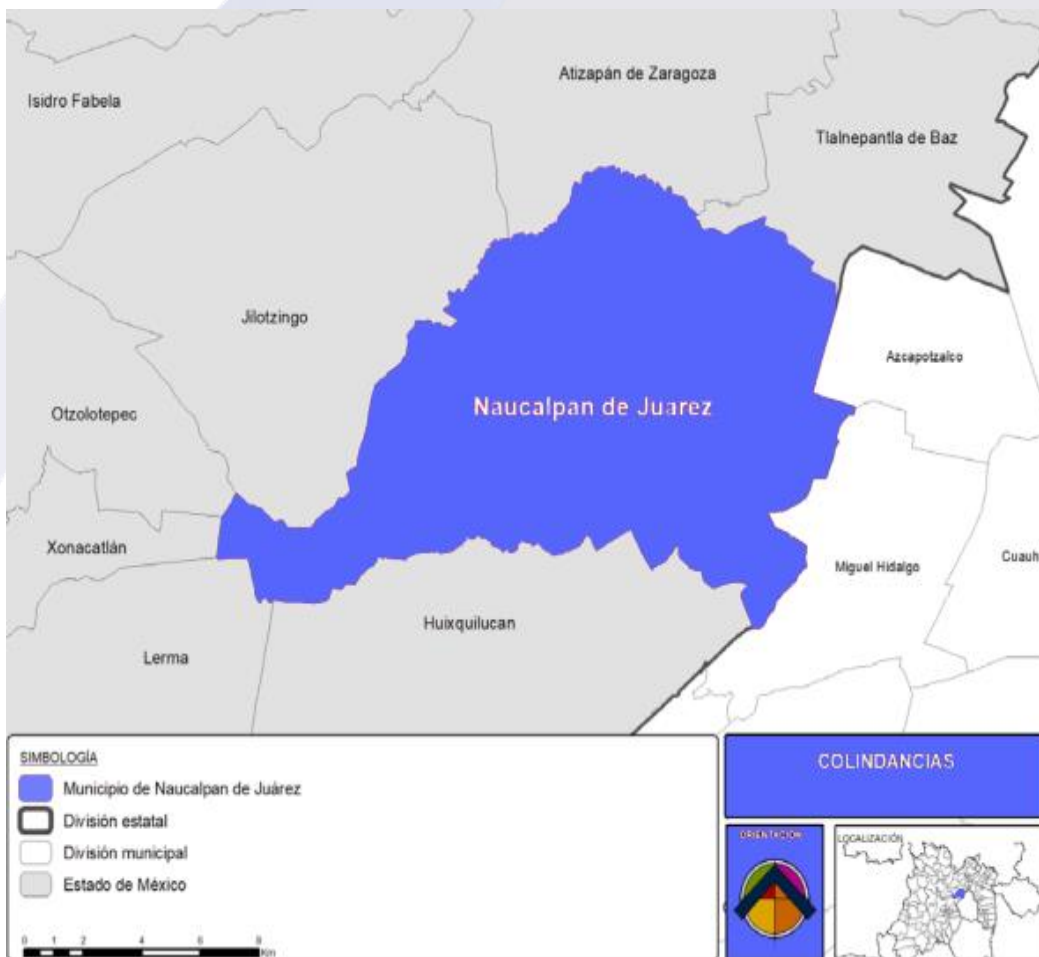 Atizapán de Zaragoza
Isidro Fabela
Tlalnepantla de Baz
Jilotzingo
Azcapotzalco
Naucalpan de Juarez
Otzolotepec
Xonacatlán
Miguel Hidalgo
Cuauh
Huixquilucan
Lerma
SIMBOLOGÍA
Municipio de Naucalpan de Juárez
División estatal
División municipal
Estado de México
0 1 2 4 6 8
Km
COLINDANCIAS
ORIENTACIÓN
LOCALIZACIÓN